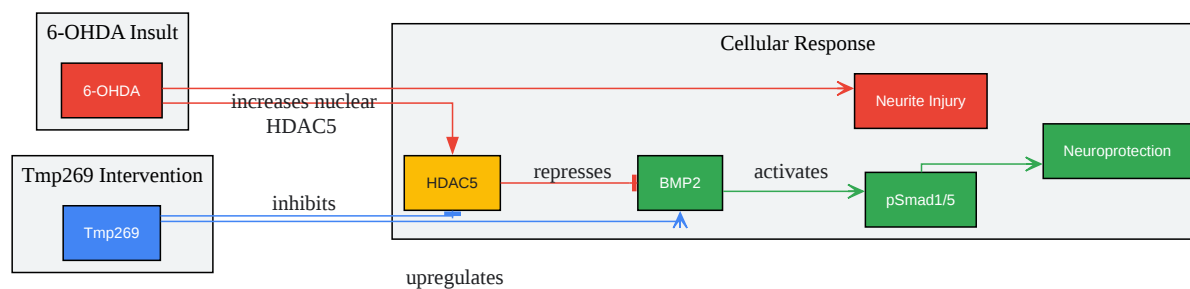 6-OHDA Insult
6-OHDA
increases nuclear
HDAC5
Cellular Response
Neurite Injury
Neuroprotection
Tmp269 Intervention
Tmp269
inhibits
HDAC5
represses
BMP2
activates
pSmad1/5
upregulates